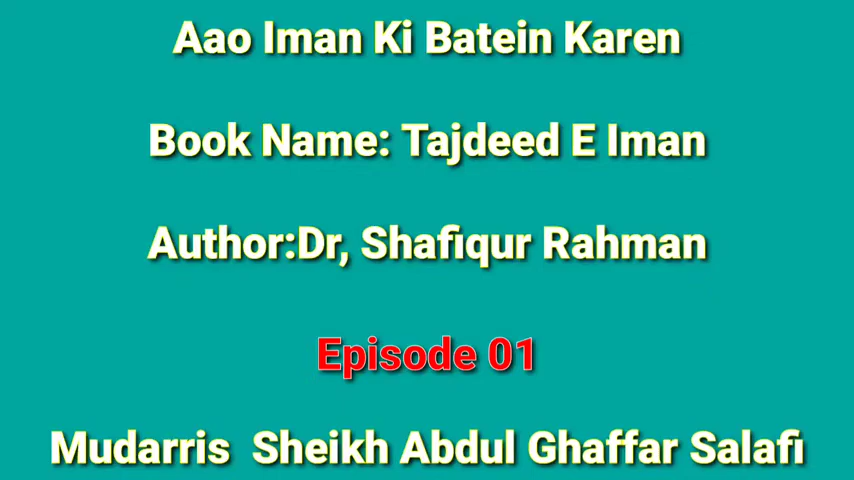 Aao Iman Ki Batein Karen
Book Name: Tajdeed E Iman
Author:Dr, Shafiqur Rahman
Episode 01
Mudarris  Sheikh Abdul Ghaffar Salafi